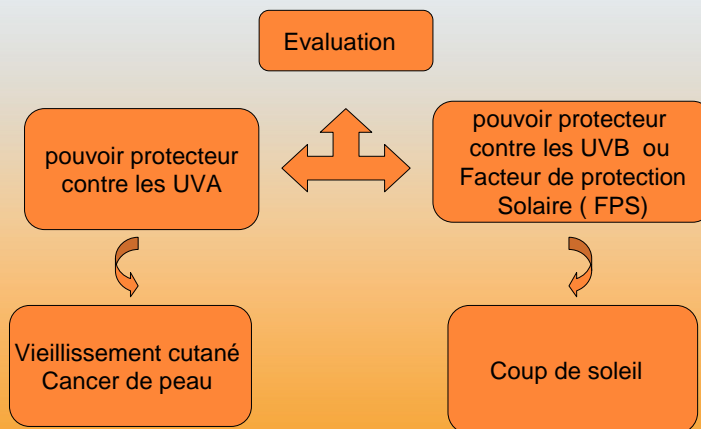 Evaluation
pouvoir protecteur
contre les UVA
pouvoir protecteur
contre les UVB ou
Facteur de protection
Solaire ( FPS)
Vieillissement cutané
Cancer de peau
Coup de soleil